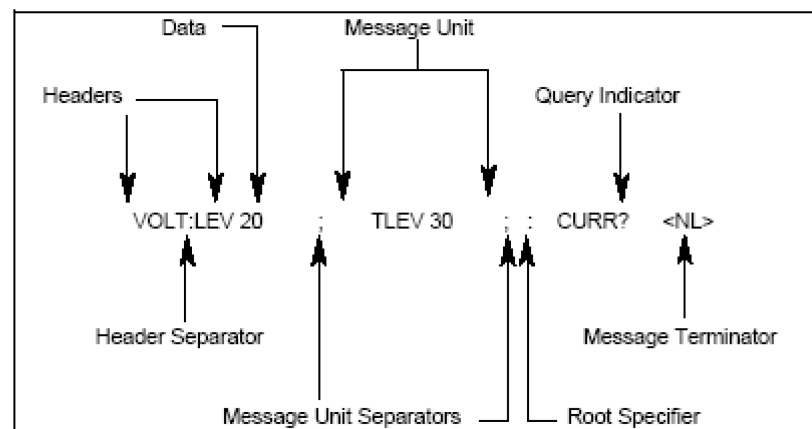 Data Message Unit
Headers Query Indicator
VOLT:LEV 20 ; TLEV 30 ; : CURR? <NL>
Header Separator Message Terminator
Message Unit Separators Root Specifier